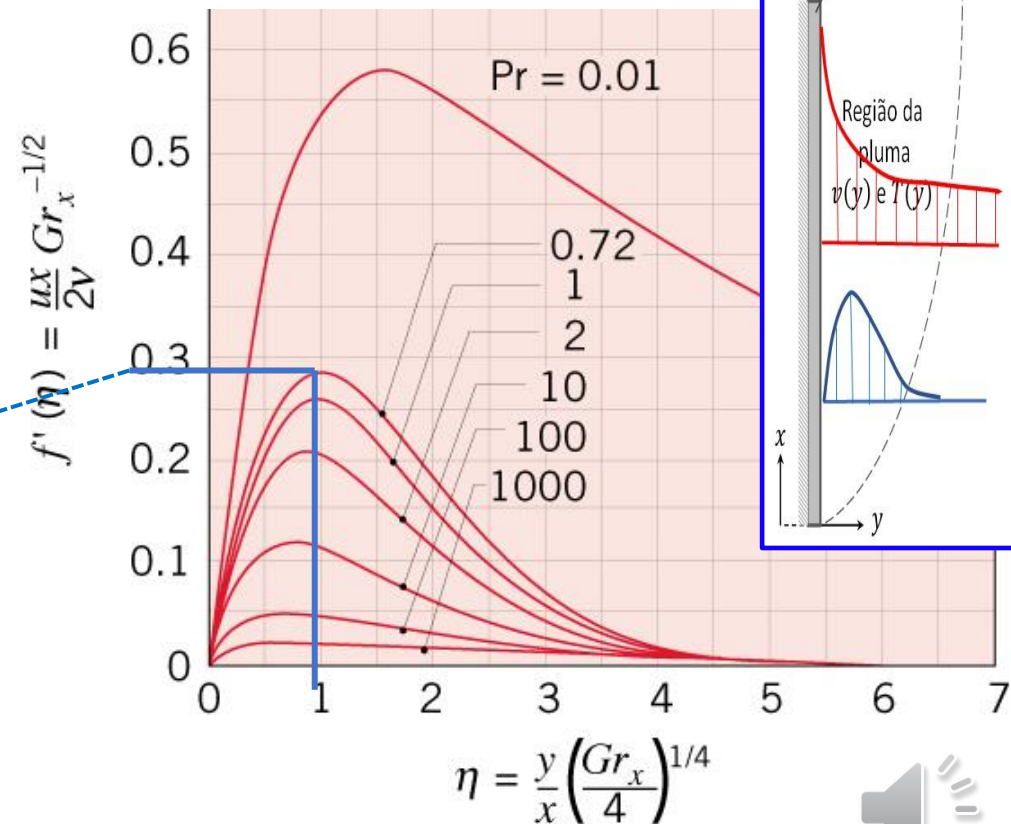 f' (η) = ux/2ν Gr_x^−1/2
0.6
0.5
0.4
0.3
0.2
0.1
0
Pr = 0.01
0.72
1
2
10
100
1000
0 1 2 3 4 5 6 7
η = y/x (Gr_x/4)^1/4
Região da
pluma
v(y) e T(y)
x
y